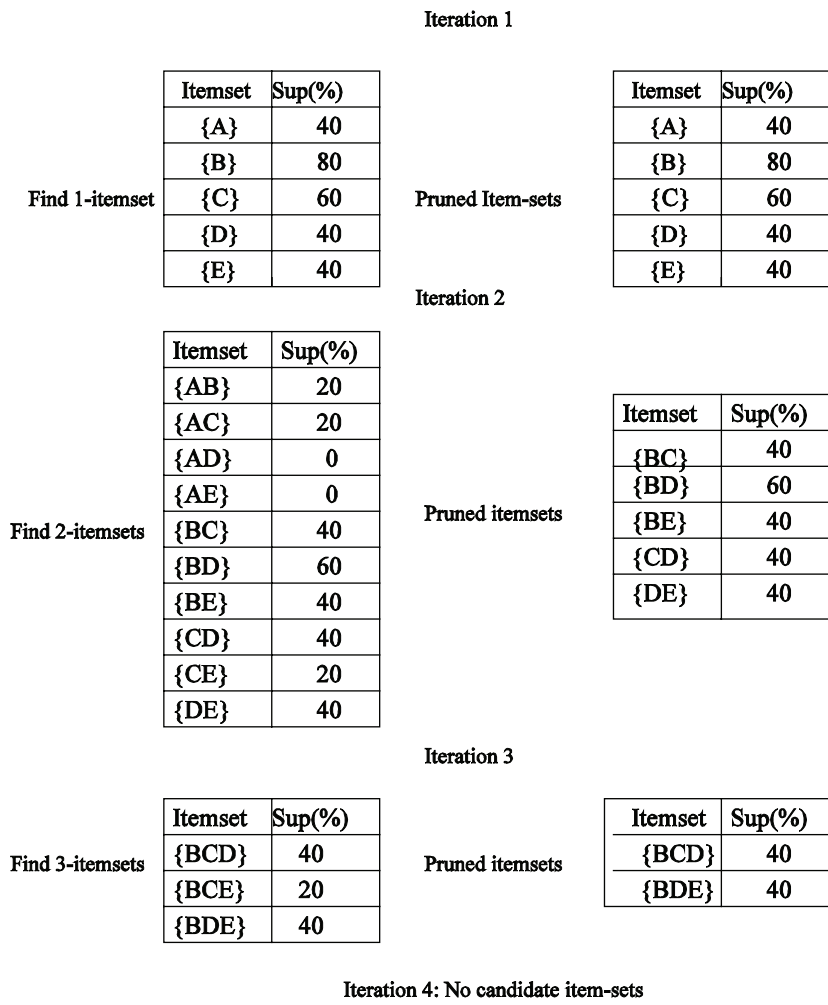 Iteration 1
Itemset Sup(%)
{A} 40
{B} 80
Find 1-itemset {C} 60
{D} 40
{E} 40
Pruned Item-sets
Itemset Sup(%)
{A} 40
{B} 80
{C} 60
{D} 40
{E} 40
Iteration 2
Find 2-itemsets
Itemset Sup(%)
{AB} 20
{AC} 20
{AD} 0
{AE} 0
{BC} 40
{BD} 60
{BE} 40
{CD} 40
{CE} 20
{DE} 40
Pruned itemsets
Itemset Sup(%)
{BC} 40
{BD} 60
{BE} 40
{CD} 40
{DE} 40
Iteration 3
Find 3-itemsets
Itemset Sup(%)
{BCD} 40
{BCE} 20
{BDE} 40
Pruned itemsets
Itemset Sup(%)
{BCD} 40
{BDE} 40
Iteration 4: No candidate item-sets